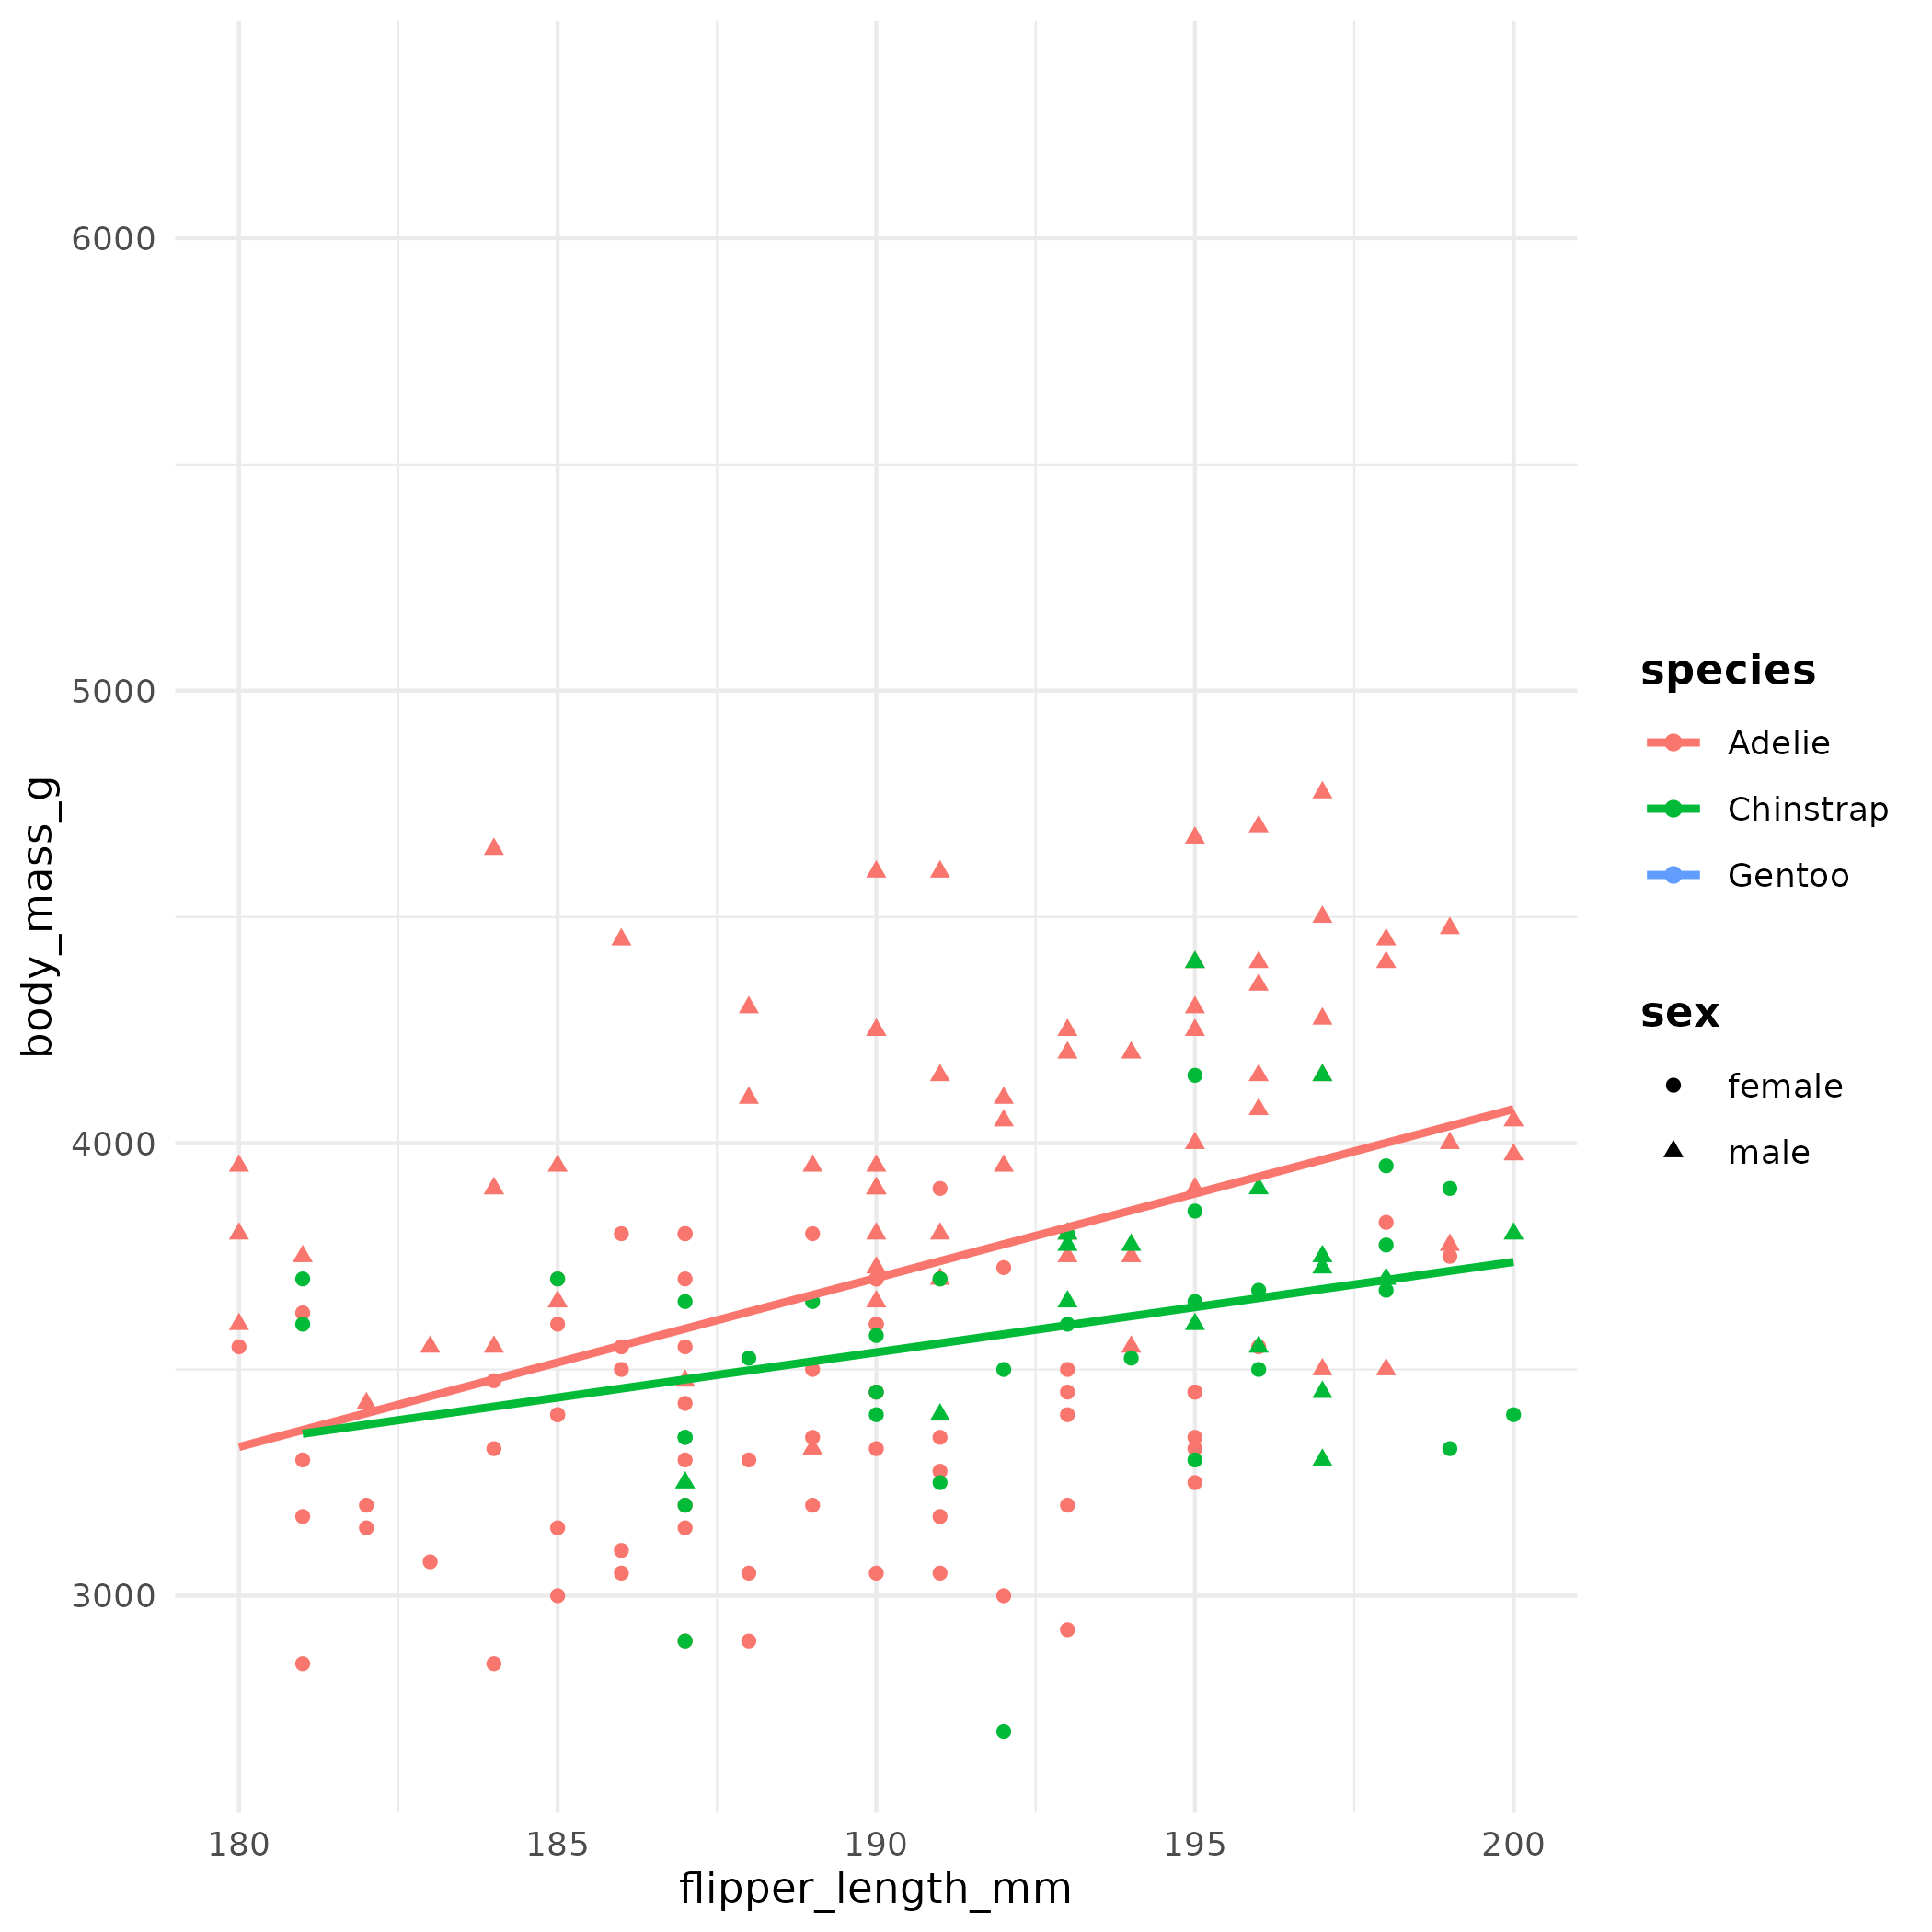 6000
5000
4000
3000
body_mass_g
180 185 190 195 200
flipper_length_mm
species
Adelie
Chinstrap
Gentoo
sex
female
male